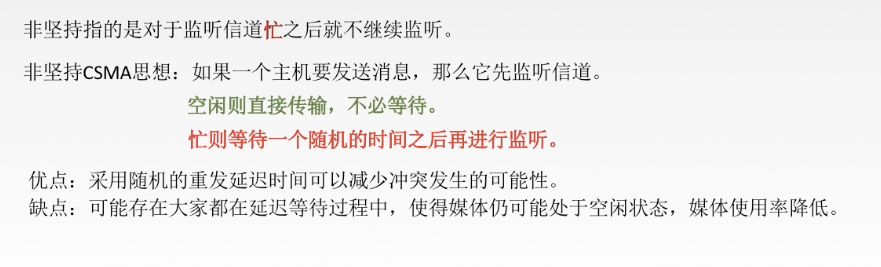 非坚持指的是对于监听信道忙之后就不继续监听。
非坚持CSMA思想：如果一个主机要发送消息，那么它先监听信道。
空闲则直接传输，不必等待。
忙则等待一个随机的时间之后再进行监听。
优点：采用随机的重发延迟时间可以减少冲突发生的可能性。
缺点：可能存在大家都在延迟等待过程中，使得媒体仍可能处于空闲状态，媒体使用率降低。